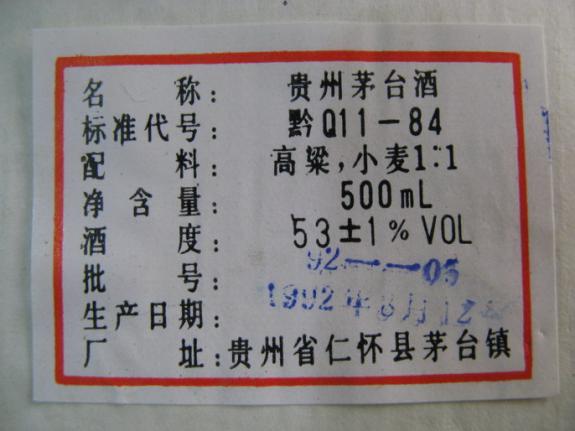 名称：贵州茅台酒
标准代号：黔Q11－84
配料：高粱，小麦1:1
净含量：500mL
酒度：53±1％VOL
批号：92－－05
生产日期：1992年8月12
厂址：贵州省仁怀县茅台镇